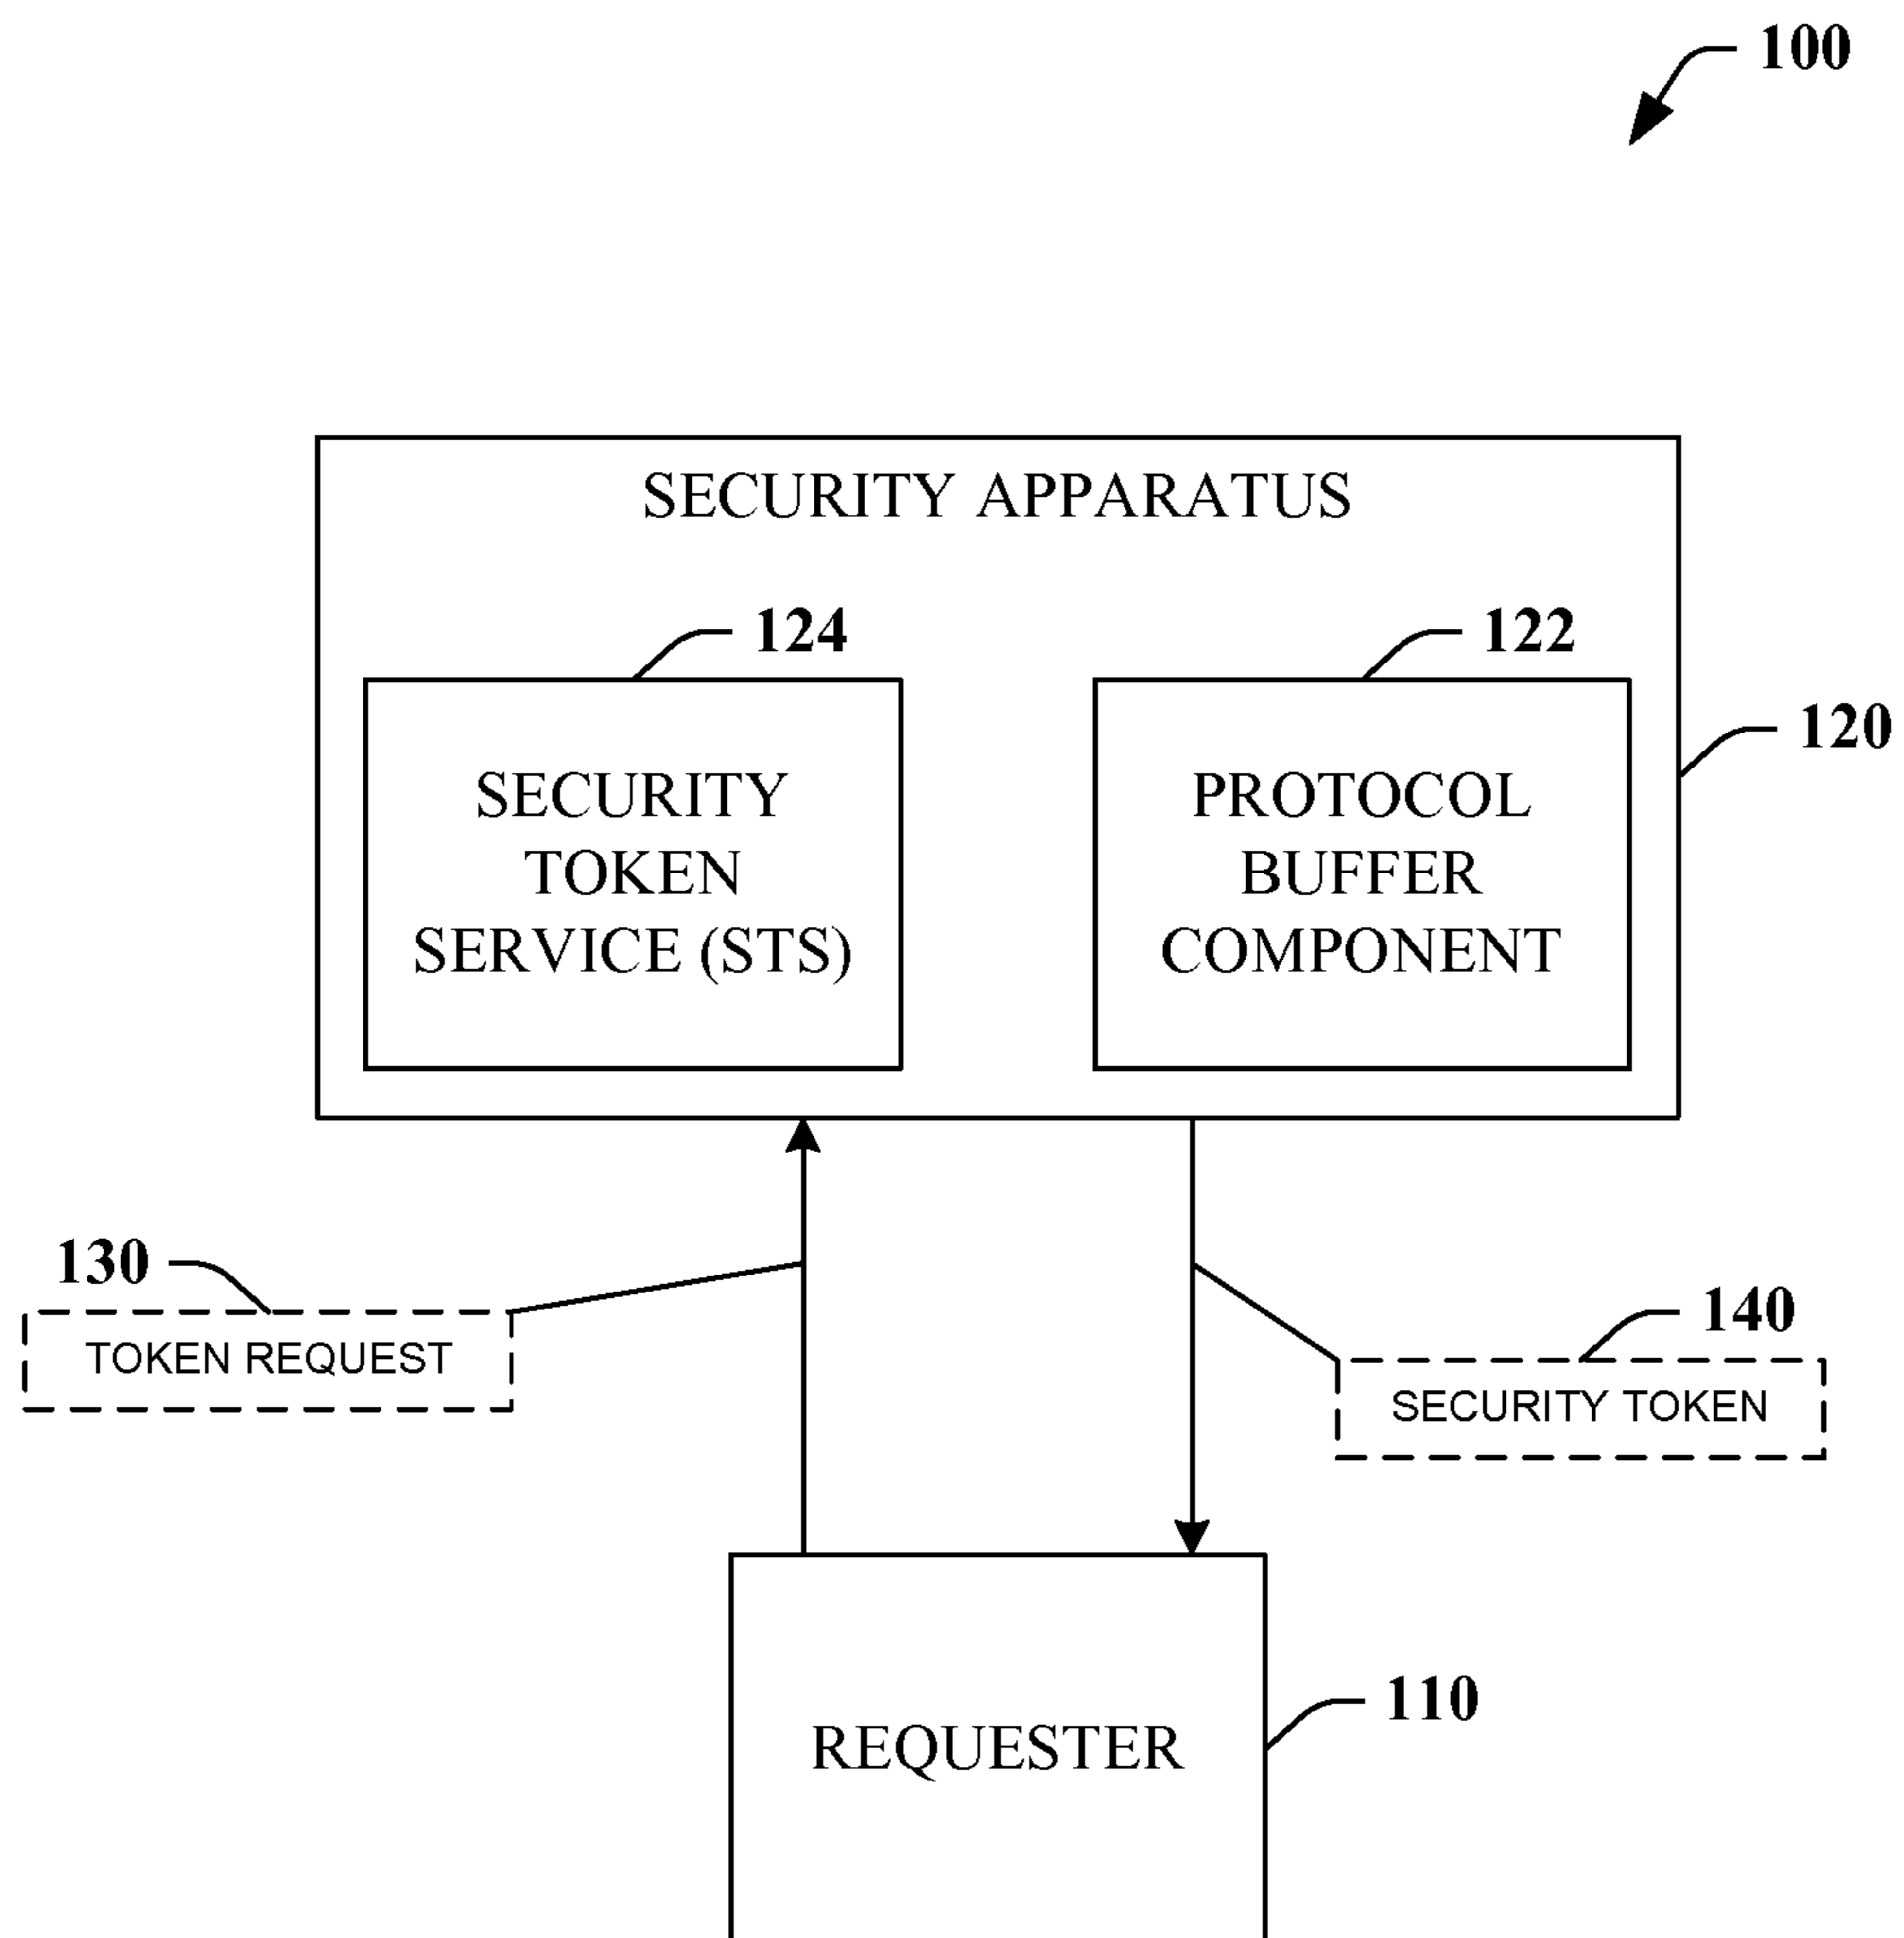 100
SECURITY APPARATUS
124
122
120
SECURITY
TOKEN
SERVICE (STS)
PROTOCOL
BUFFER
COMPONENT
130
TOKEN REQUEST
140
SECURITY TOKEN
110
REQUESTER